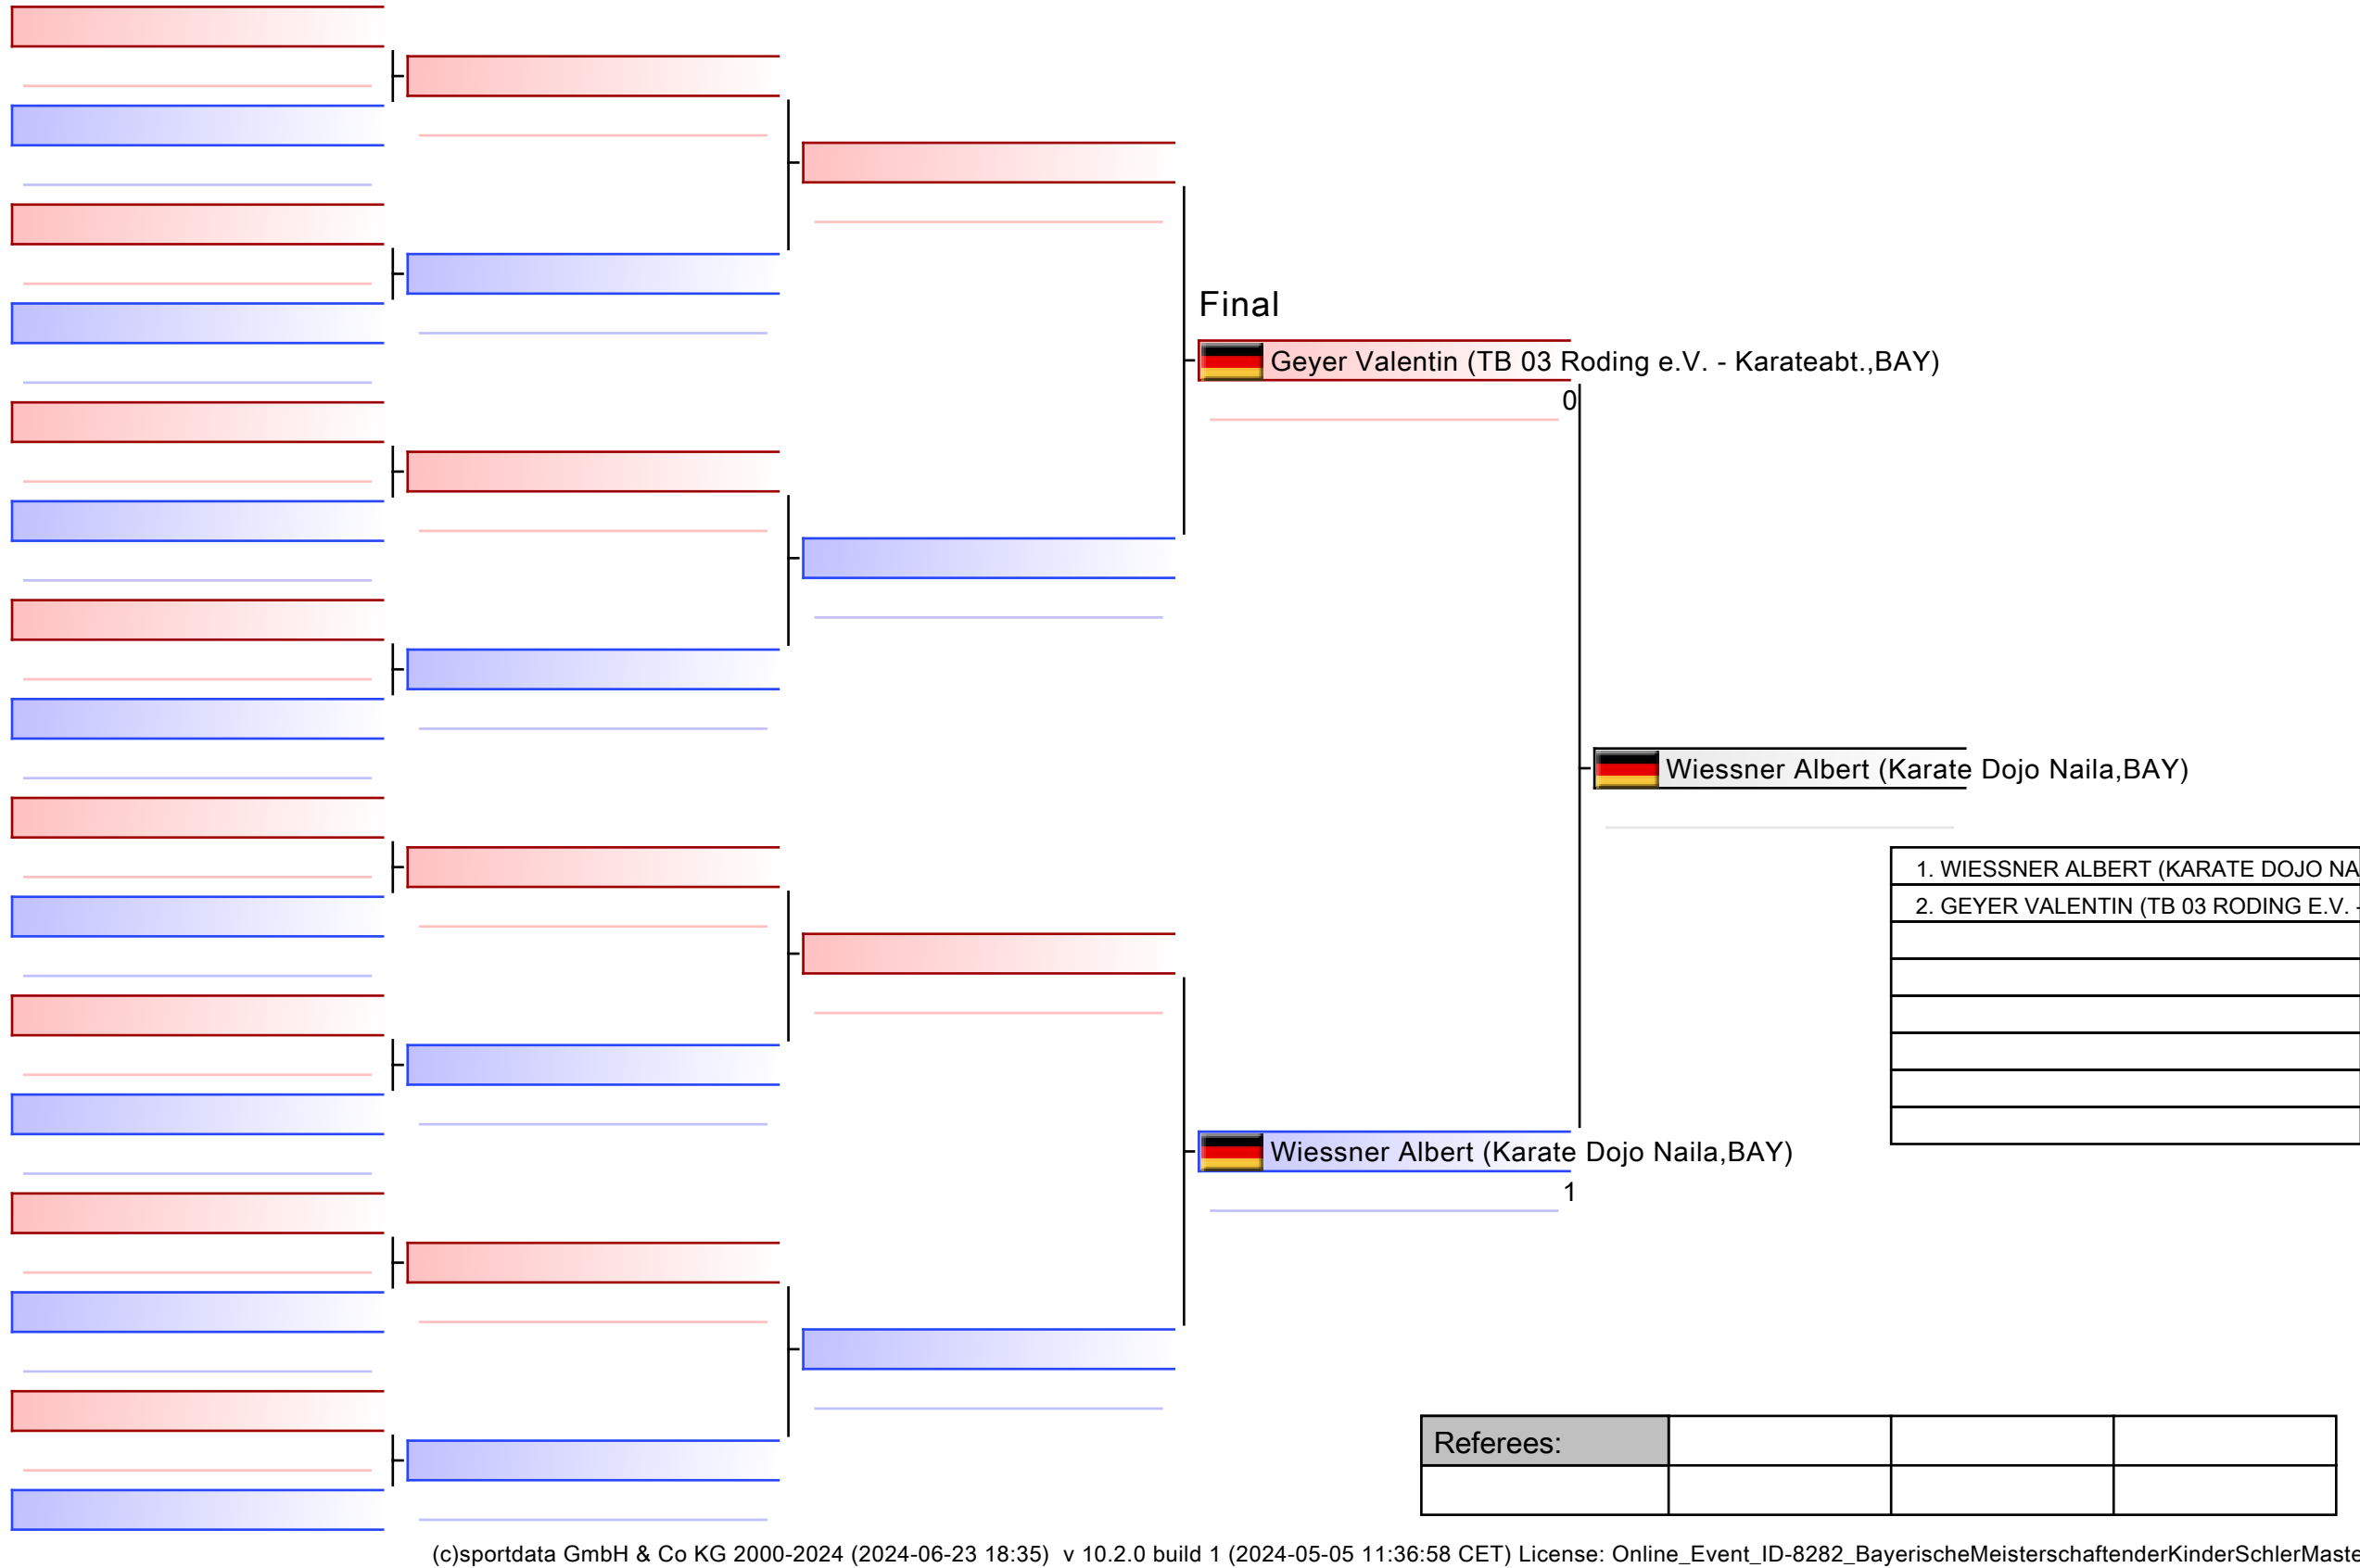 Final
Geyer Valentin (TB 03 Roding e.V. - Karateabt.,BAY)
0
Wiessner Albert (Karate Dojo Naila,BAY)
1. WIESSNER ALBERT (KARATE DOJO NA
2. GEYER VALENTIN (TB 03 RODING E.V. -
Wiessner Albert (Karate Dojo Naila,BAY)
1
Referees:
(c)sportdata GmbH & Co KG 2000-2024 (2024-06-23 18:35) v 10.2.0 build 1 (2024-05-05 11:36:58 CET) License: Online_Event_ID-8282_BayerischeMeisterschaftenderKinderSchlerMaste